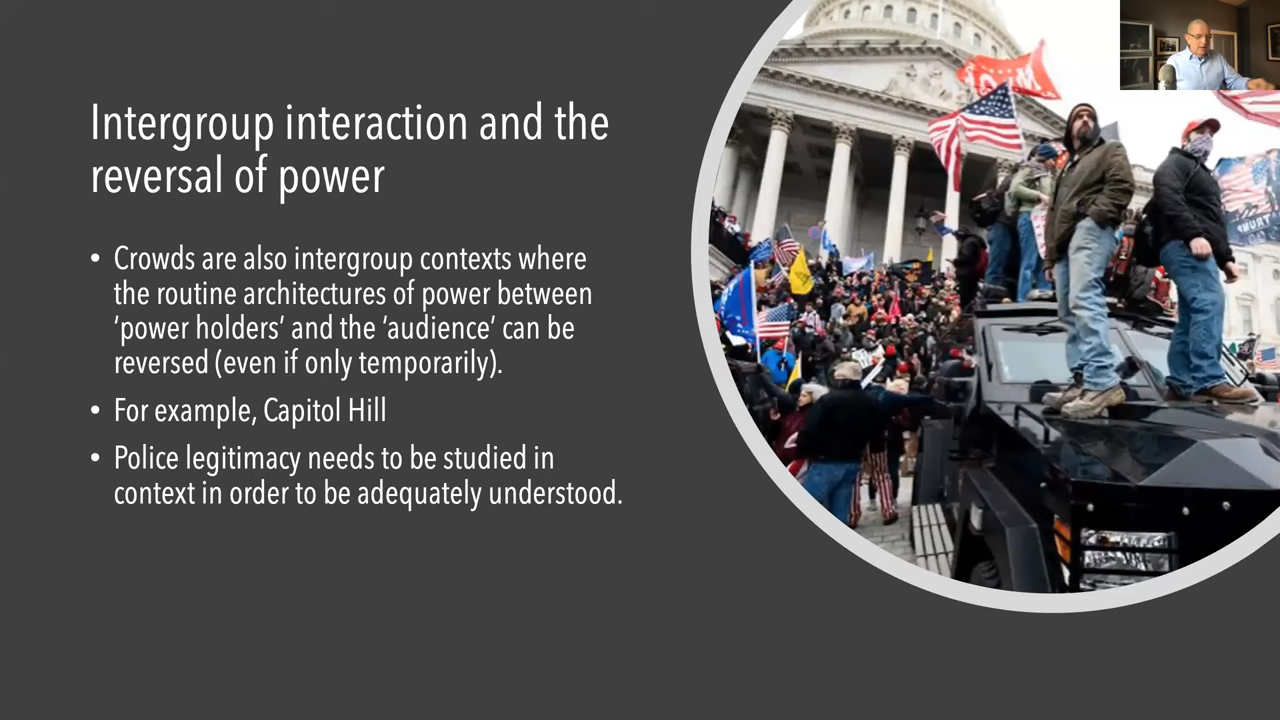 Intergroup interaction and the
reversal of power
• Crowds are also intergroup contexts where
the routine architectures of power between
‘power holders’ and the ‘audience’ can be
reversed (even if only temporarily).
• For example, Capitol Hill
• Police legitimacy needs to be studied in
context in order to be adequately understood.
TRUMP